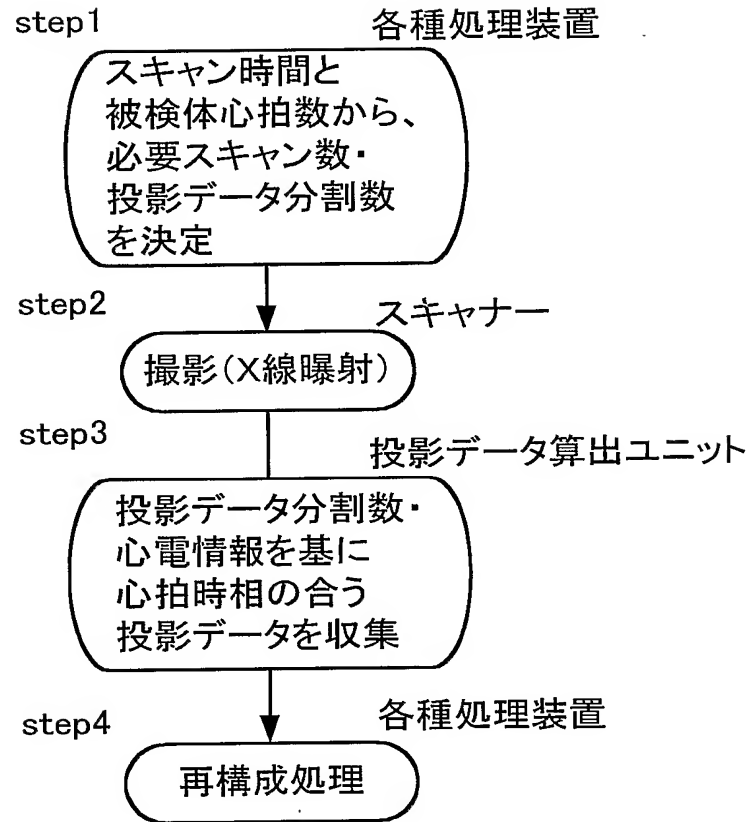 step1
各種処理装置
スキャン時間と
被検体心拍数から、
必要スキャン数・
投影データ分割数
を決定
step2
スキャナー
撮影(X線曝射)
step3
投影データ算出ユニット
投影データ分割数・
心電情報を基に
心拍時相の合う
投影データを収集
step4
各種処理装置
再構成処理